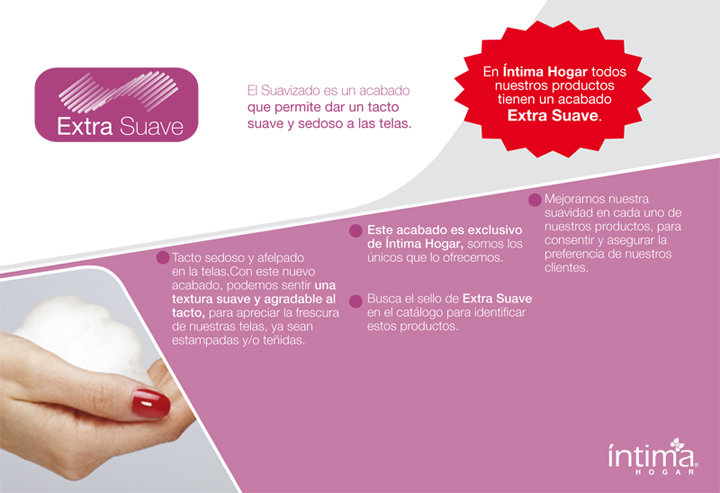 Extra Suave
El Suavizado es un acabado
que permite dar un tacto
suave y sedoso a las telas.
En Íntima Hogar todos
nuestros productos
tienen un acabado
Extra Suave.
Tacto sedoso y afelpado
en la telas.Con este nuevo
acabado, podemos sentir una
textura suave y agradable al
tacto, para apreciar la frescura
de nuestras telas, ya sean
estampadas y/o teñidas.
Este acabado es exclusivo
de Íntima Hogar, somos los
únicos que lo ofrecemos.
Busca el sello de Extra Suave
en el catálogo para identificar
estos productos.
Mejoramos nuestra
suavidad en cada uno de
nuestros productos, para
consentir y asegurar la
preferencia de nuestros
clientes.
íntima®
HOGAR